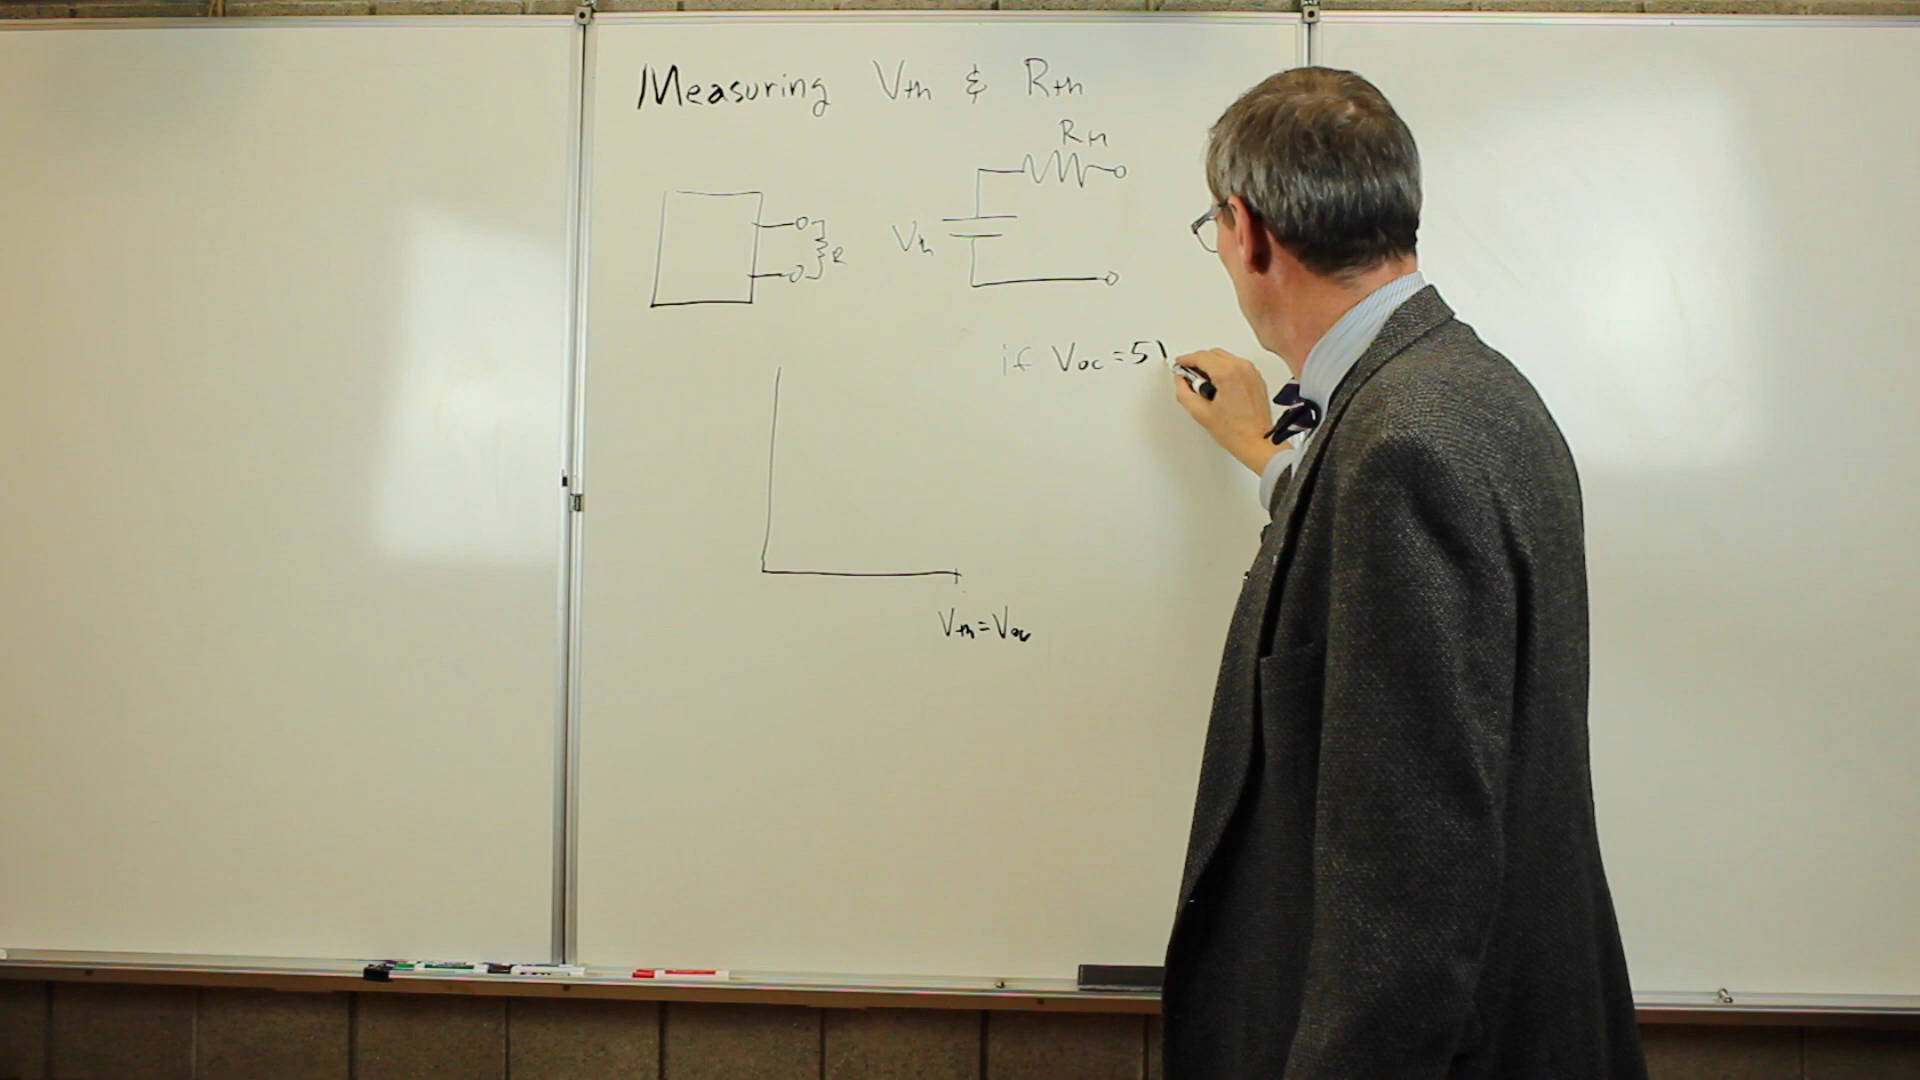 Measuring Vth & Rth
Rth
R
Vth
if Voc = 5V
Vth = Voc